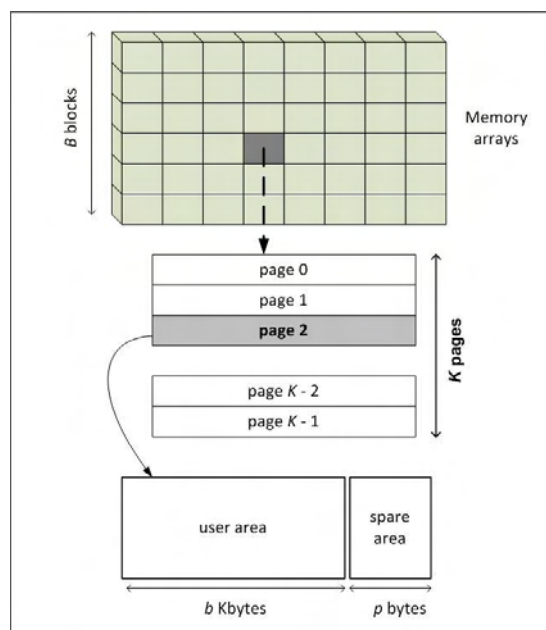 B blocks
Memory
arrays
page 0
page 1
page 2
K pages
page K - 2
page K - 1
user area
spare
area
b Kbytes
p bytes